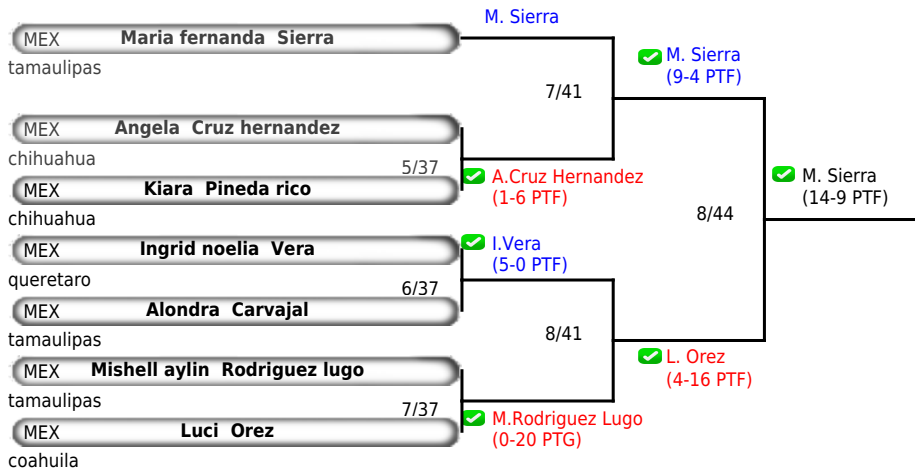 M. Sierra
MEX Maria fernanda Sierra
tamaulipas
M. Sierra
(9-4 PTF)
7/41
MEX Angela Cruz hernandez
chihuahua
5/37
A.Cruz Hernandez
(1-6 PTF)
MEX Kiara Pineda rico
chihuahua
M. Sierra
(14-9 PTF)
8/44
MEX Ingrid noelia Vera
queretaro
I.Vera
(5-0 PTF)
6/37
MEX Alondra Carvajal
tamaulipas
8/41
L. Orez
(4-16 PTF)
MEX Mishell aylin Rodriguez lugo
tamaulipas
7/37
M.Rodriguez Lugo
(0-20 PTG)
MEX Luci Orez
coahuila